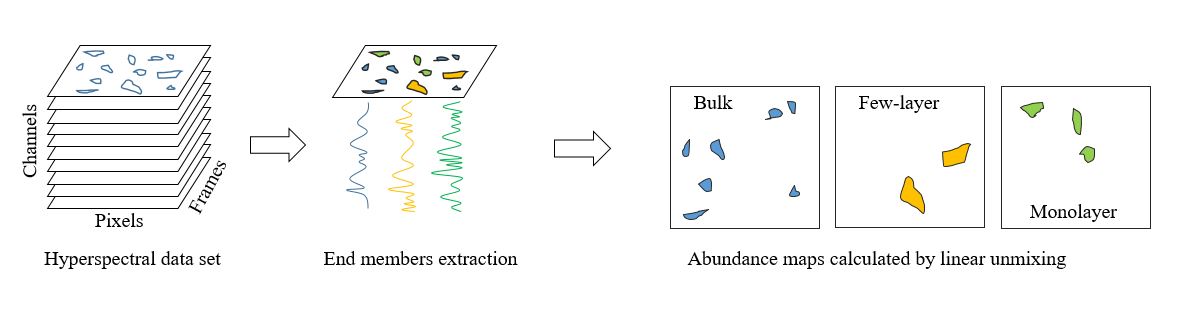 Channels
Frames
Pixels
Hyperspectral data set
End members extraction
Bulk
Few-layer
Monolayer
Abundance maps calculated by linear unmixing